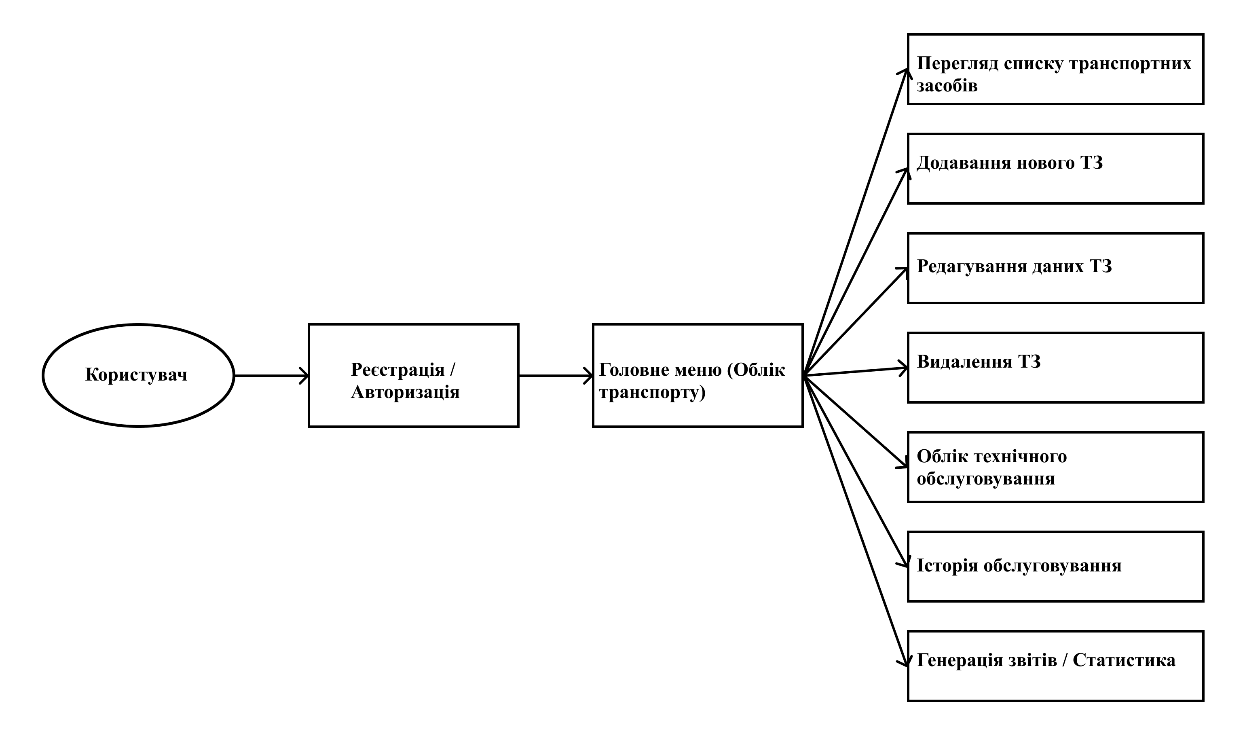 Користувач
Реєстрація /
Авторизація
Головне меню (Облік
транспорту)
Перегляд списку транспортних
засобів
Додавання нового ТЗ
Редагування даних ТЗ
Видалення ТЗ
Облік технічного
обслуговування
Історія обслуговування
Генерація звітів / Статистика